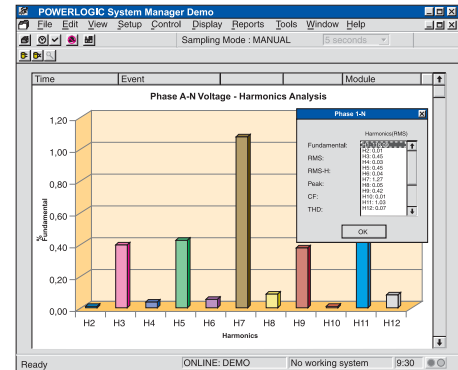 POWERLOGIC System Manager Demo
File Edit View Setup Control Display Reports Tools Window Help
Sampling Mode : MANUAL
5 seconds
Time Event Module
Phase A-N Voltage - Harmonics Analysis
Phase 1-N
Harmonics(RMS)
Fundamental:
RMS:
RMS-H:
Peak:
CF:
THD:
H2: 0.01
H3: 0.45
H4: 0.03
H5: 0.45
H6: 0.04
H7: 1.27
H8: 0.05
H9: 0.42
H10: 0.01
H11: 1.03
H12: 0.07
OK
% Fundamental
1,20
1,00
0,80
0,60
0,40
0,20
0,00
H2 H3 H4 H5 H6 H7 H8 H9 H10 H11 H12
Harmonics
Ready
ONLINE: DEMO
No working system
9:30